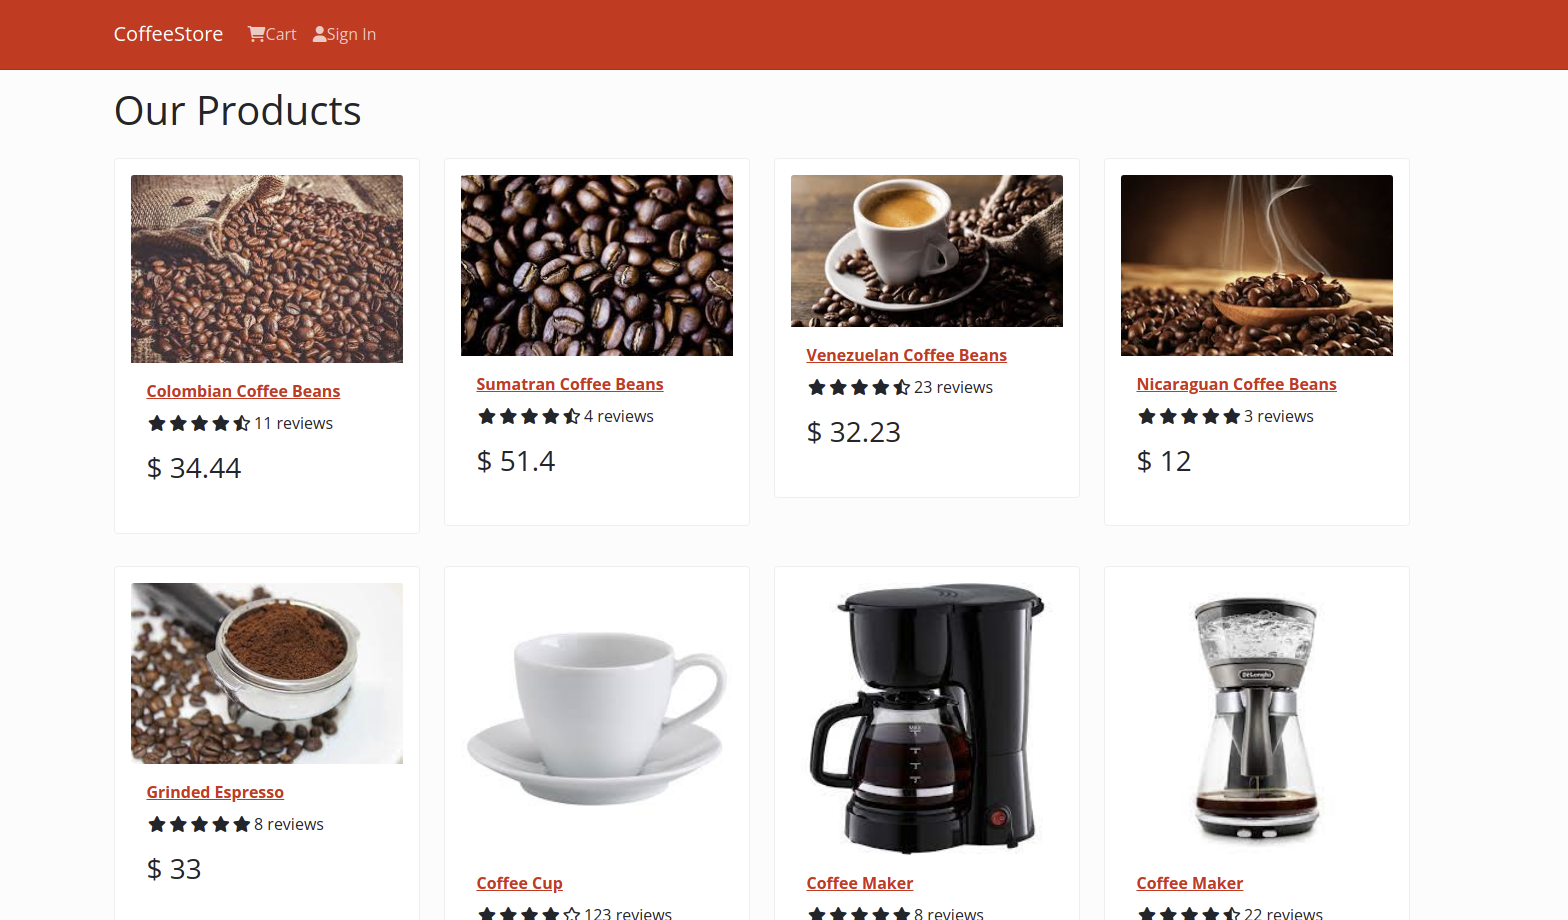 CoffeeStore Cart Sign In
Our Products
Colombian Coffee Beans
11 reviews
$ 34.44
Sumatran Coffee Beans
4 reviews
$ 51.4
Venezuelan Coffee Beans
23 reviews
$ 32.23
Nicaraguan Coffee Beans
3 reviews
$ 12
Grinded Espresso
8 reviews
$ 33
Coffee Cup
123 reviews
MAX
Coffee Maker
8 reviews
DeLonghi
Coffee Maker
22 reviews